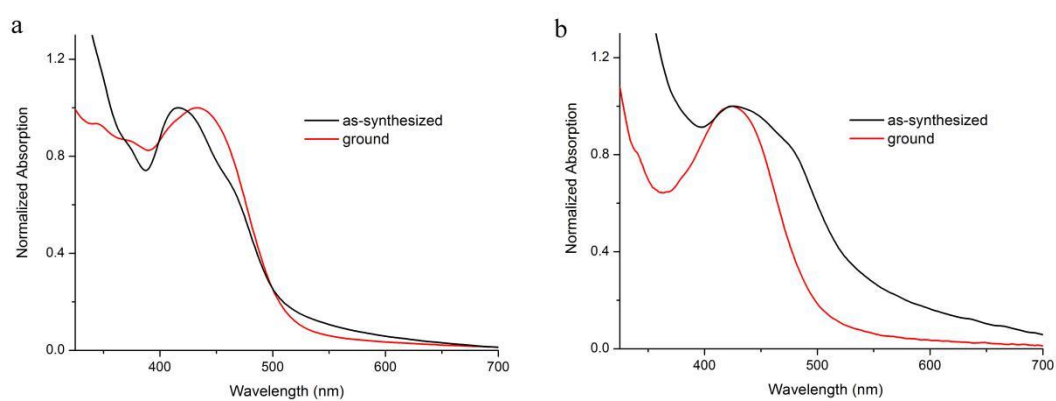 a
1.2
0.8
0.4
0.0
Normalized Absorption
as-synthesized
ground
400
500
600
700
Wavelength (nm)
b
1.2
0.8
0.4
0.0
Normalized Absorption
as-synthesized
ground
400
500
600
700
Wavelength (nm)